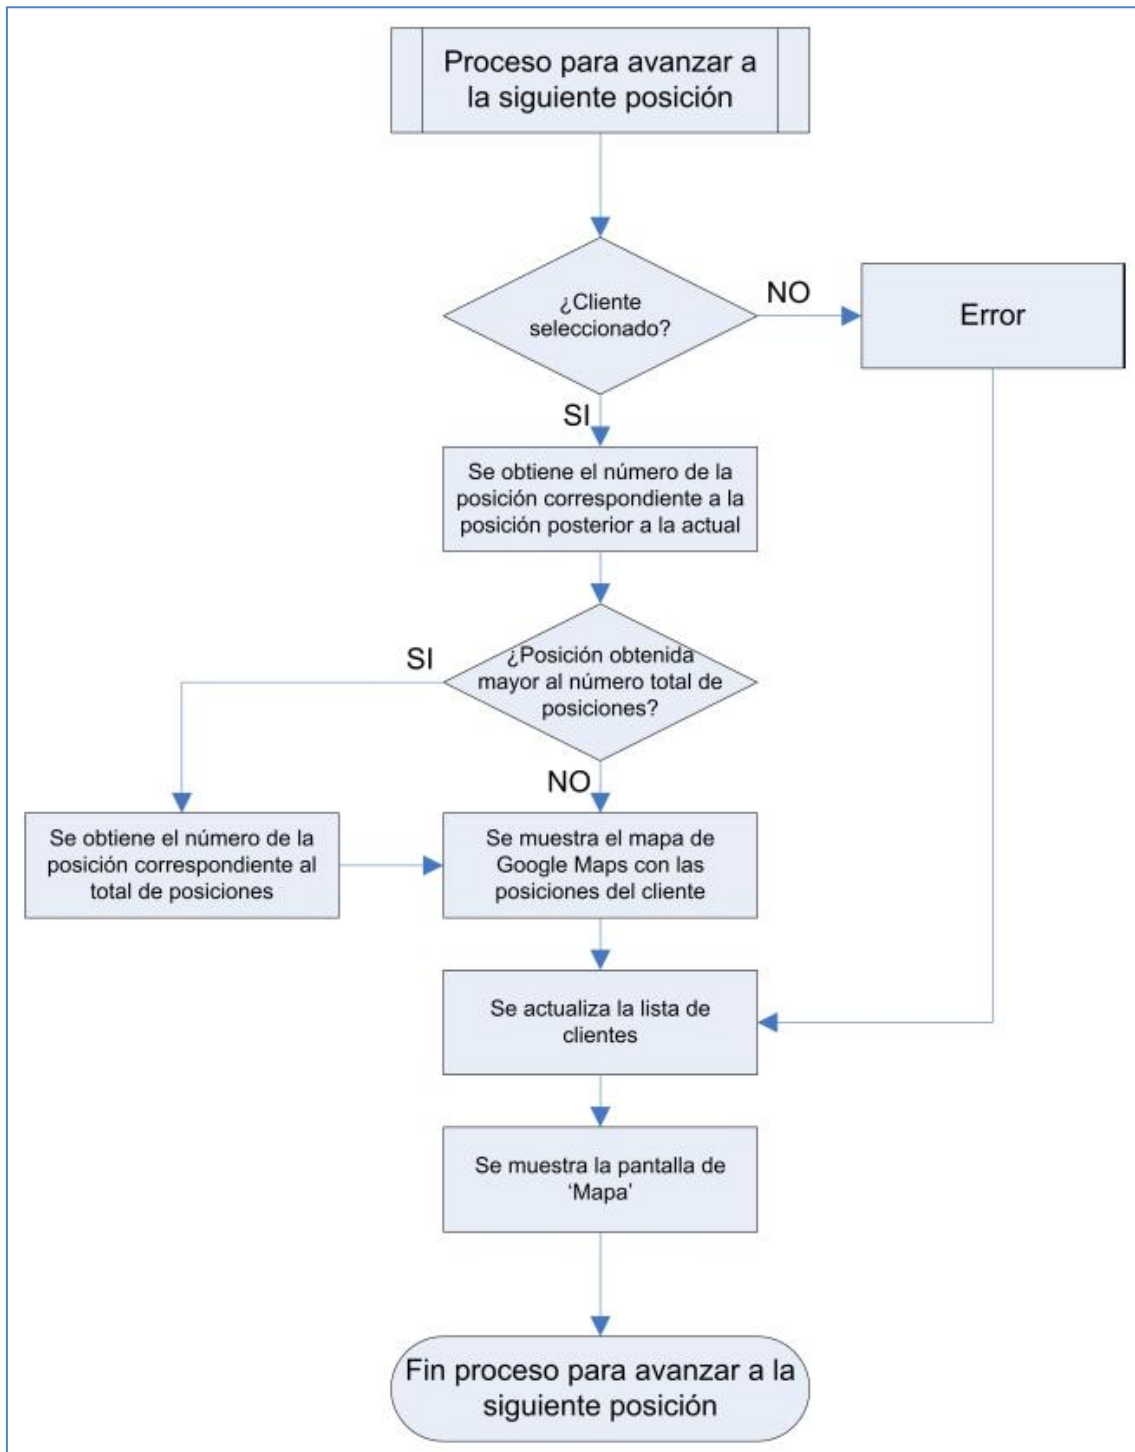 Proceso para avanzar a
la siguiente posición
¿Cliente
seleccionado?
NO
Error
SI
Se obtiene el número de la
posición correspondiente a la
posición posterior a la actual
SI
¿Posición obtenida
mayor al número total de
posiciones?
NO
Se obtiene el número de la
posición correspondiente al
total de posiciones
Se muestra el mapa de
Google Maps con las
posiciones del cliente
Se actualiza la lista de
clientes
Se muestra la pantalla de
‘Mapa’
Fin proceso para avanzar a la
siguiente posición